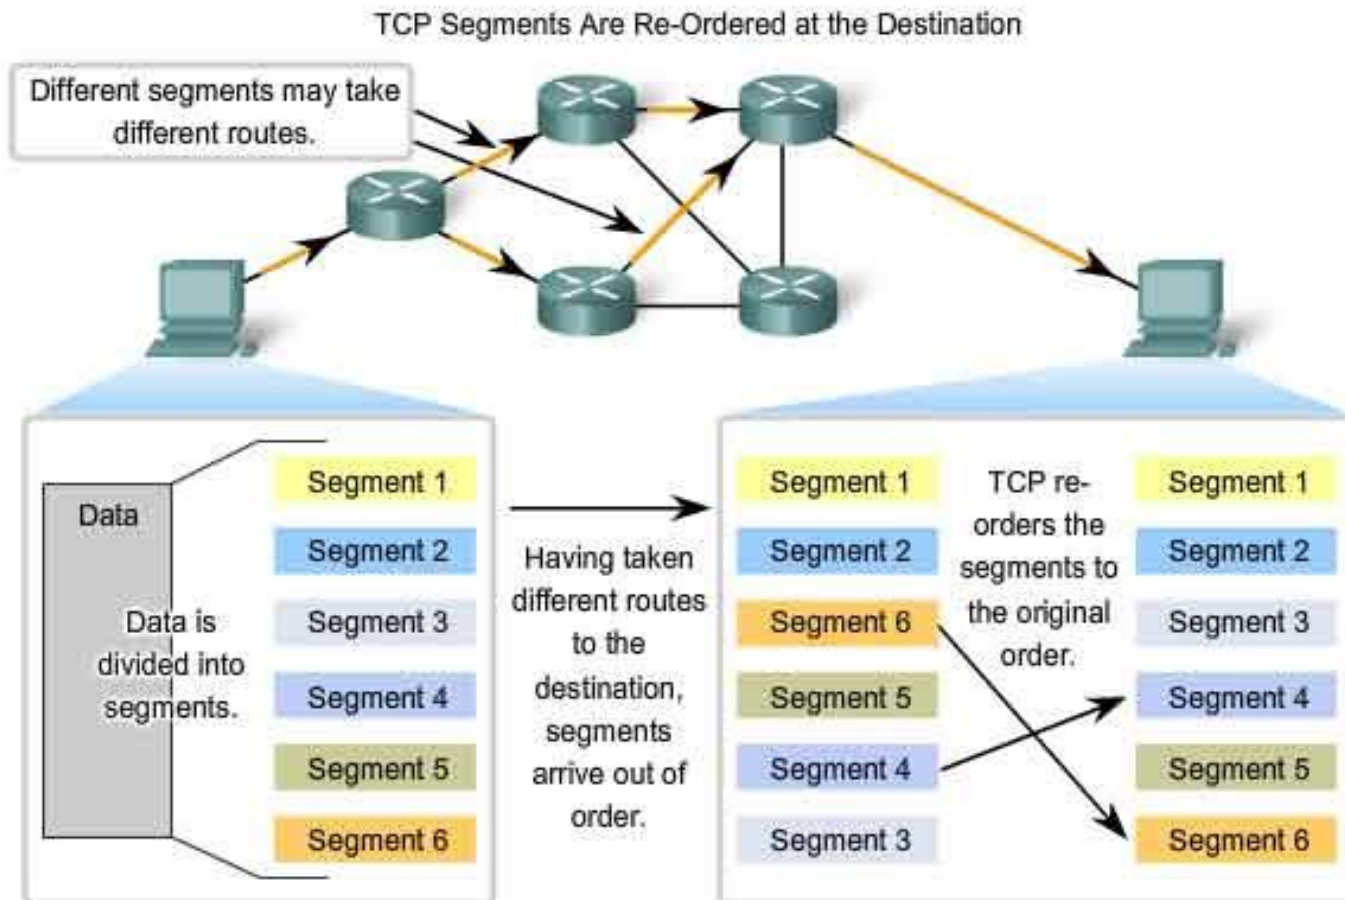 TCP Segments Are Re-Ordered at the Destination
Different segments may take
different routes.
Data
Data is
divided into
segments.
Segment 1
Segment 2
Segment 3
Segment 4
Segment 5
Segment 6
Having taken
different routes
to the
destination,
segments
arrive out of
order.
Segment 1
Segment 2
Segment 6
Segment 5
Segment 4
Segment 3
TCP re-
orders the
segments to
the original
order.
Segment 1
Segment 2
Segment 3
Segment 4
Segment 5
Segment 6